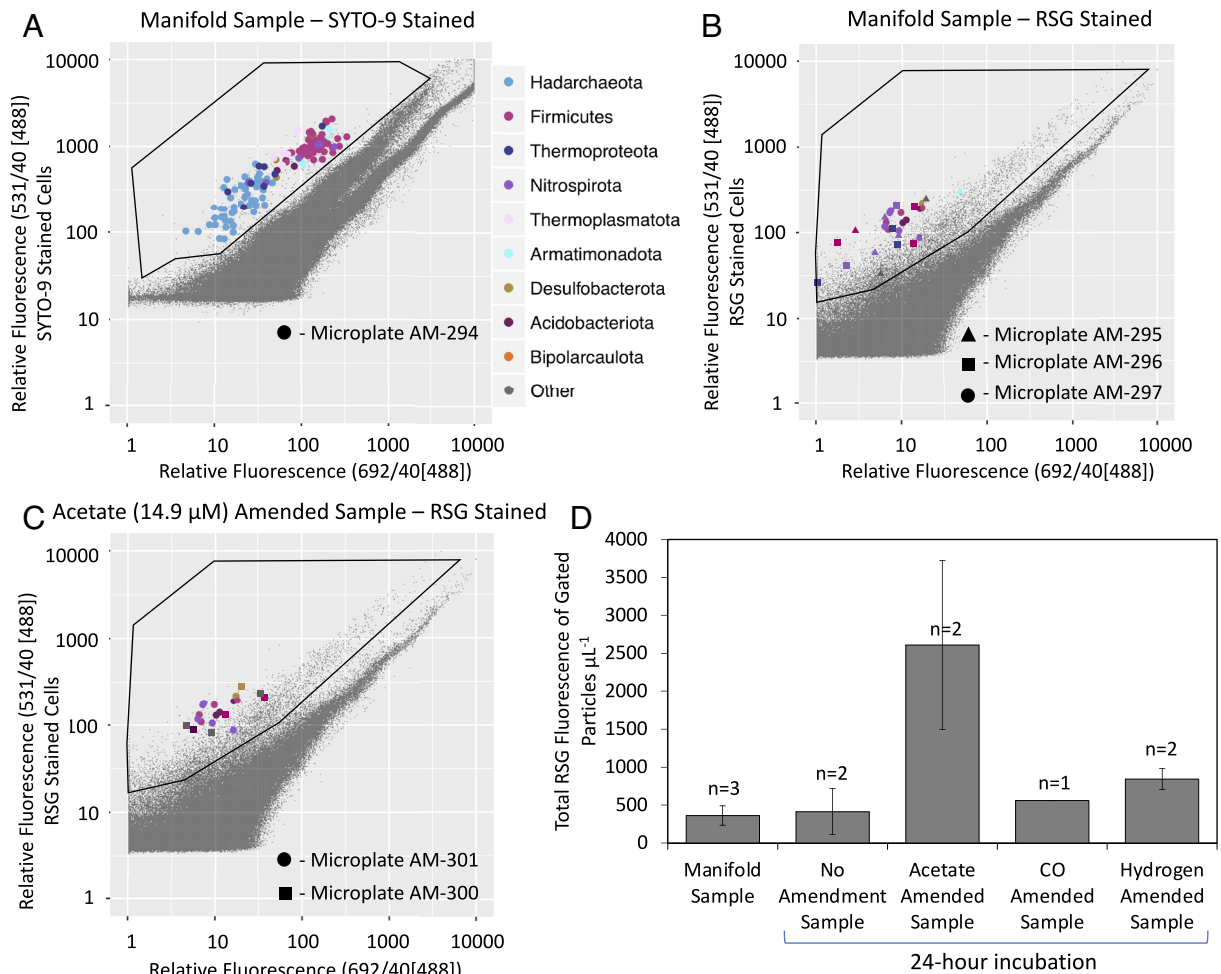 A
Manifold Sample – SYTO-9 Stained
Relative Fluorescence (531/40 [488])
SYTO-9 Stained Cells
10000
1000
100
10
1
1
10
100
1000
10000
Relative Fluorescence (692/40[488])
- Microplate AM-294
Hadarchaeota
Firmicutes
Thermoproteota
Nitrospirota
Thermoplasmatota
Armatimonadota
Desulfobacterota
Acidobacteriota
Bipolarcaulota
Other
B
Manifold Sample – RSG Stained
Relative Fluorescence (531/40 [488])
RSG Stained Cells
10000
1000
100
10
1
1
10
100
1000
10000
Relative Fluorescence (692/40[488])
- Microplate AM-295
- Microplate AM-296
- Microplate AM-297
C
Acetate (14.9 µM) Amended Sample – RSG Stained
Relative Fluorescence (531/40 [488])
RSG Stained Cells
10000
1000
100
10
1
1
10
100
1000
10000
Relative Fluorescence (692/40[488])
- Microplate AM-301
- Microplate AM-300
D
Total RSG Fluorescence of Gated
Particles µL-1
4000
3500
3000
2500
2000
1500
1000
500
0
n=3
n=2
n=2
n=1
n=2
Manifold
Sample
No
Amendment
Sample
Acetate
Amended
Sample
CO
Amended
Sample
Hydrogen
Amended
Sample
24-hour incubation